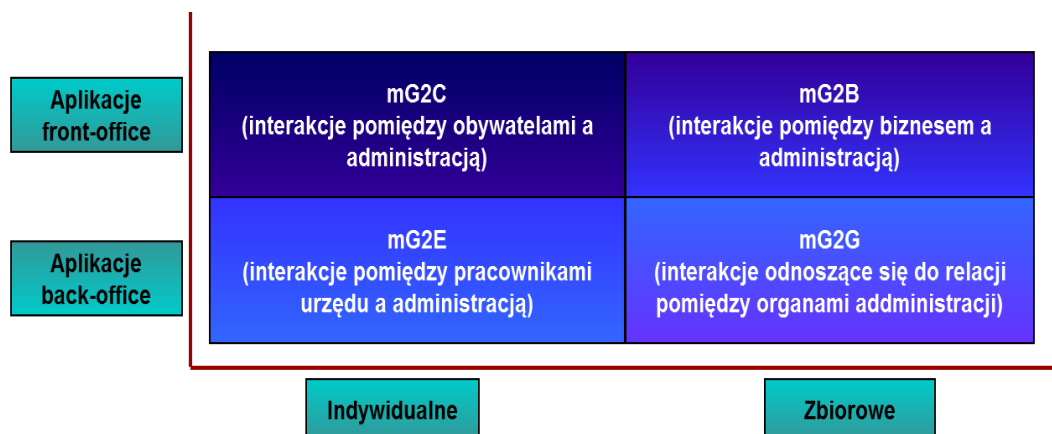 Aplikacje
front-office
mG2C
(interakcje pomiędzy obywatelami a
administracją)
mG2B
(interakcje pomiędzy biznesem a
administracją)
Aplikacje
back-office
mG2E
(interakcje pomiędzy pracownikami
urzędu a administracją)
mG2G
(interakcje odnoszące się do relacji
pomiędzy organami addministracji)
Indywidualne
Zbiorowe